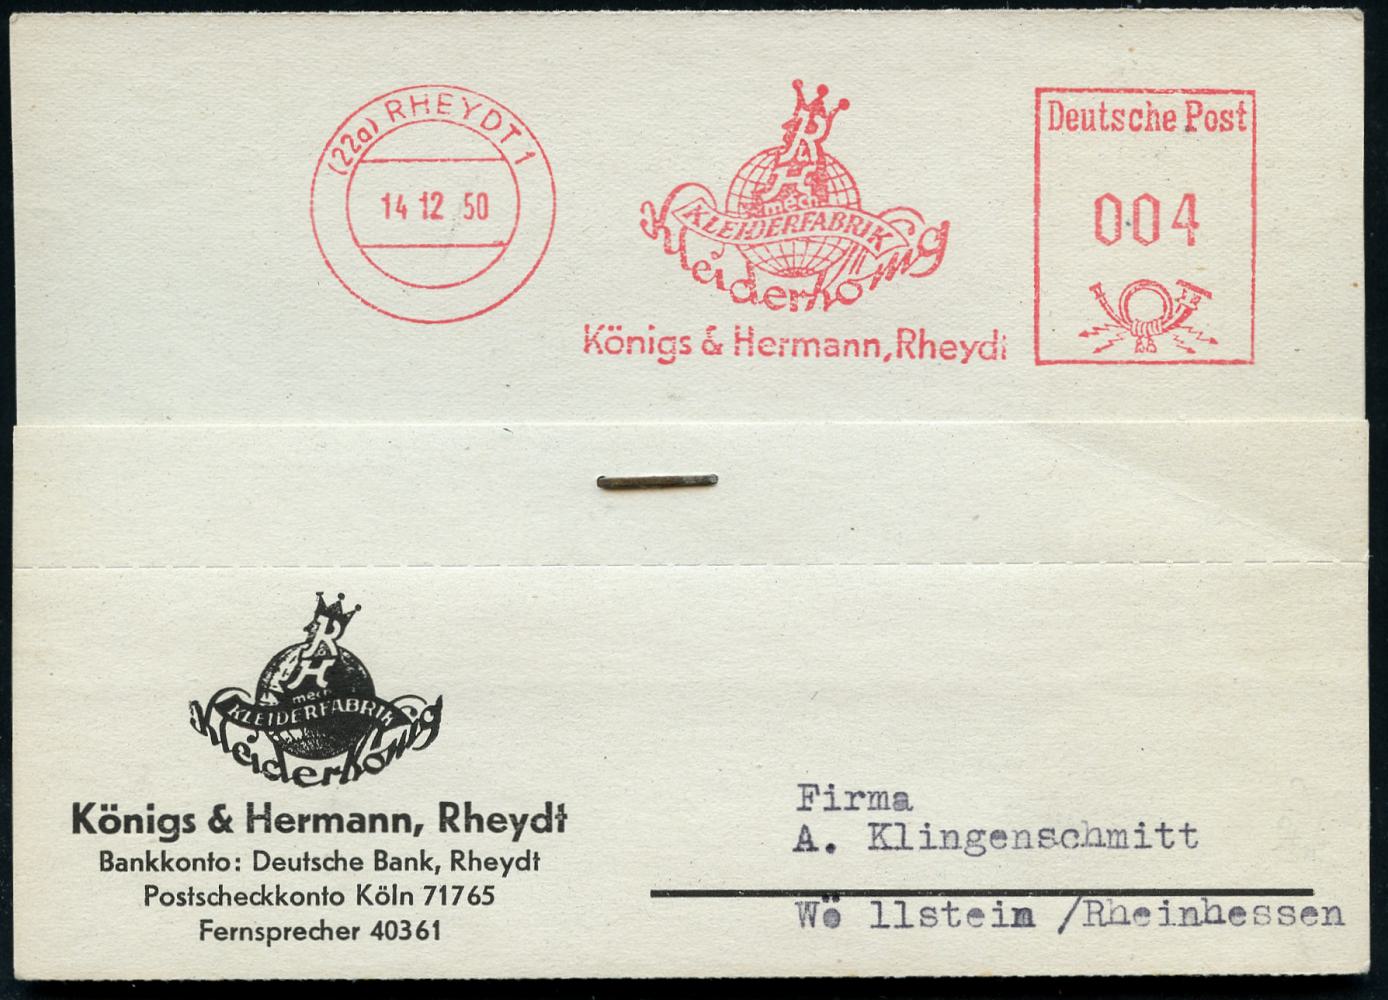 (22a) RHEYDT 1
14 12 50
K
H
mech.
KLEIDERFABRIK
Kleiderkönig
Königs & Hermann, Rheydt
Deutsche Post
004
K
H
mech.
KLEIDERFABRIK
Kleiderkönig
Königs & Hermann, Rheydt
Bankkonto: Deutsche Bank, Rheydt
Postscheckkonto Köln 71765
Fernsprecher 40361
Firma
A. Klingenschmitt
Wö llstein /Rheinhessen